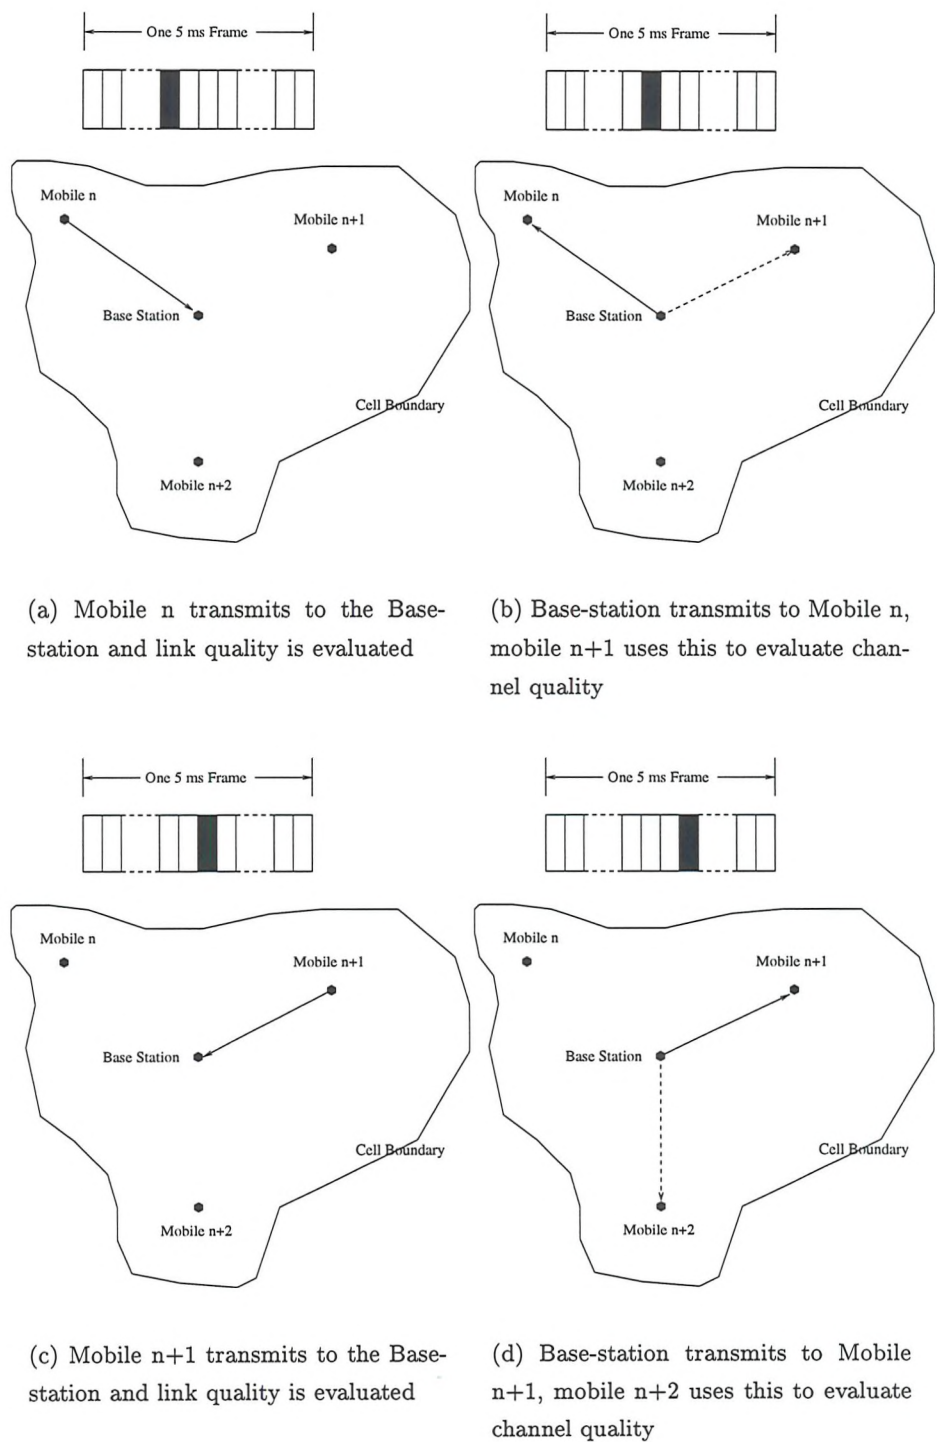 One 5 ms Frame
Mobile n
Mobile n+1
Base Station
Cell Boundary
Mobile n+2
(a) Mobile n transmits to the Base-
station and link quality is evaluated
One 5 ms Frame
Mobile n
Mobile n+1
Base Station
Cell Boundary
Mobile n+2
(b) Base-station transmits to Mobile n,
mobile n+1 uses this to evaluate chan-
nel quality
One 5 ms Frame
Mobile n
Mobile n+1
Base Station
Cell Boundary
Mobile n+2
(c) Mobile n+1 transmits to the Base-
station and link quality is evaluated
One 5 ms Frame
Mobile n
Mobile n+1
Base Station
Cell Boundary
Mobile n+2
(d) Base-station transmits to Mobile
n+1, mobile n+2 uses this to evaluate
channel quality